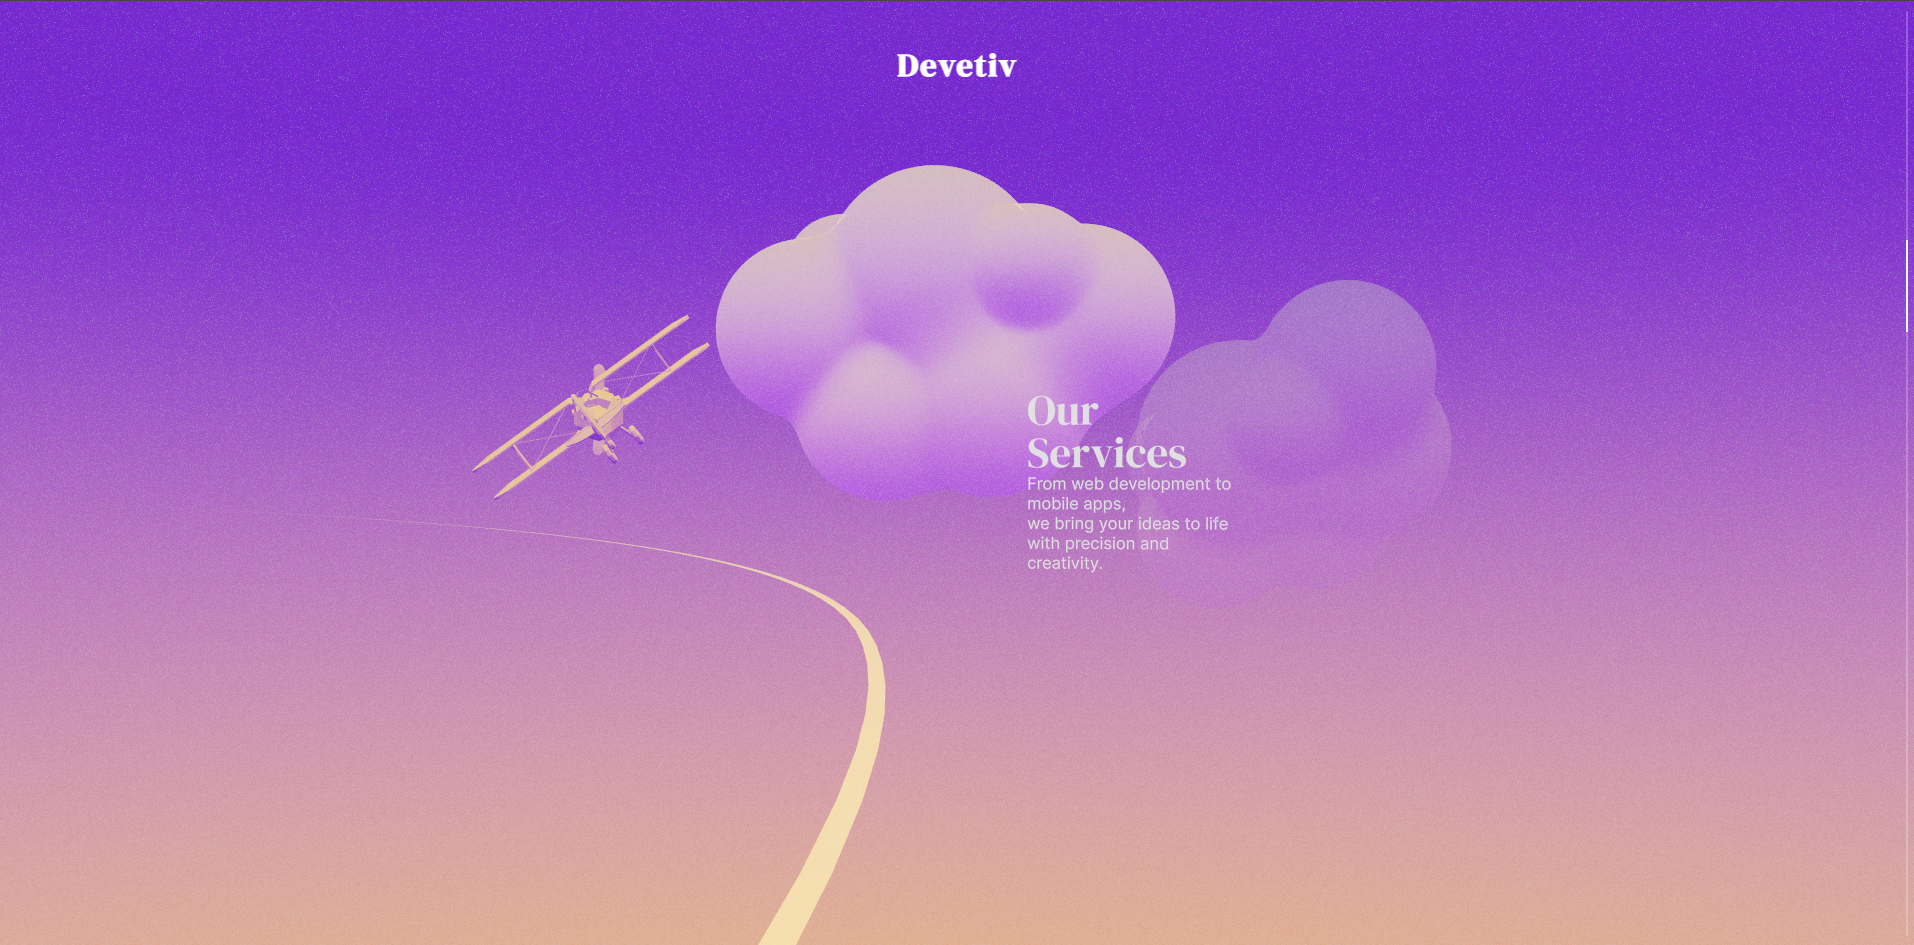 Devetiv
Our
Services
From web development to
mobile apps,
we bring your ideas to life
with precision and
creativity.